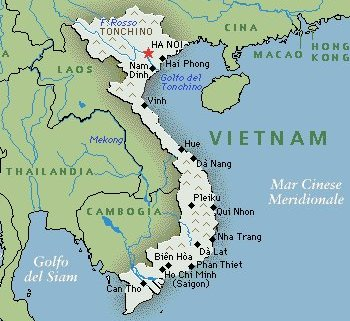 CINA
F. Rosso
TONCHINO
HA NOI
Hai Phong
MACAO
HONG
KONG
LAOS
Nam
Dinh
Golfo del
Tonchino
Vinh
Mekong
VIETNAM
Hue
Da Nang
THAILANDIA
Mar Cinese
Meridionale
Pleiku
Qui Nhon
CAMBOGIA
Nha Trang
Golfo
del Siam
Biên Hòa
Dà Lat
Phan Thiet
Can Tho
Ho Chi Minh
(Saigon)